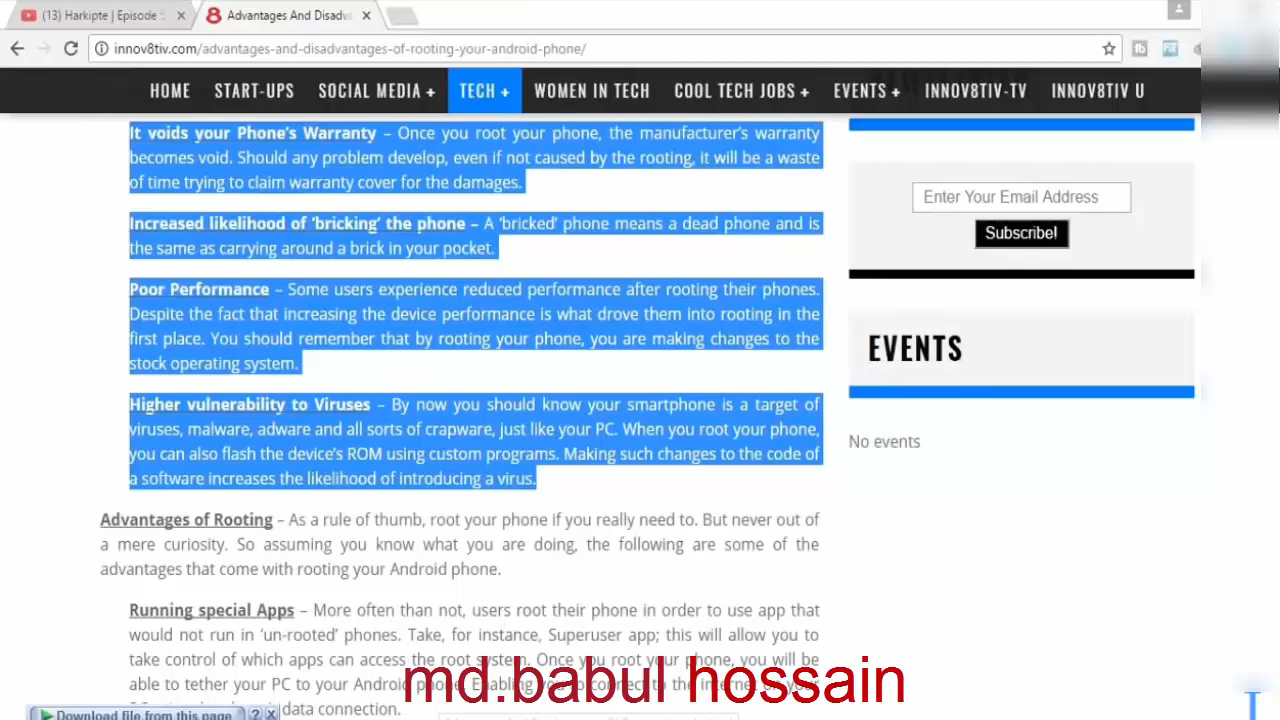 (13) Harkipte | Episode 5
Advantages And Disadva
innov8tiv.com/advantages-and-disadvantages-of-rooting-your-android-phone/
HOME START-UPS SOCIAL MEDIA + TECH + WOMEN IN TECH COOL TECH JOBS + EVENTS + INNOV8TIV-TV INNOV8TIV U
It voids your Phone's Warranty – Once you root your phone, the manufacturer's warranty
becomes void. Should any problem develop, even if not caused by the rooting, it will be a waste
of time trying to claim warranty cover for the damages.
Increased likelihood of 'bricking' the phone – A 'bricked' phone means a dead phone and is
the same as carrying around a brick in your pocket.
Poor Performance – Some users experience reduced performance after rooting their phones.
Despite the fact that increasing the device performance is what drove them into rooting in the
first place. You should remember that by rooting your phone, you are making changes to the
stock operating system.
Higher vulnerability to Viruses – By now you should know your smartphone is a target of
viruses, malware, adware and all sorts of crapware, just like your PC. When you root your phone,
you can also flash the device's ROM using custom programs. Making such changes to the code of
a software increases the likelihood of introducing a virus.
Advantages of Rooting – As a rule of thumb, root your phone if you really need to. But never out of
a mere curiosity. So assuming you know what you are doing, the following are some of the
advantages that come with rooting your Android phone.
Running special Apps – More often than not, users root their phone in order to use app that
would not run in 'un-rooted' phones. Take, for instance, Superuser app; this will allow you to
take control of which apps can access the root system. Once you root your phone, you will be
able to tether your PC to your Android phone. Enabling you to connect to the internet on your
data connection.
Enter Your Email Address
Subscribe!
EVENTS
No events
md.babul hossain
Download file from this page ? X